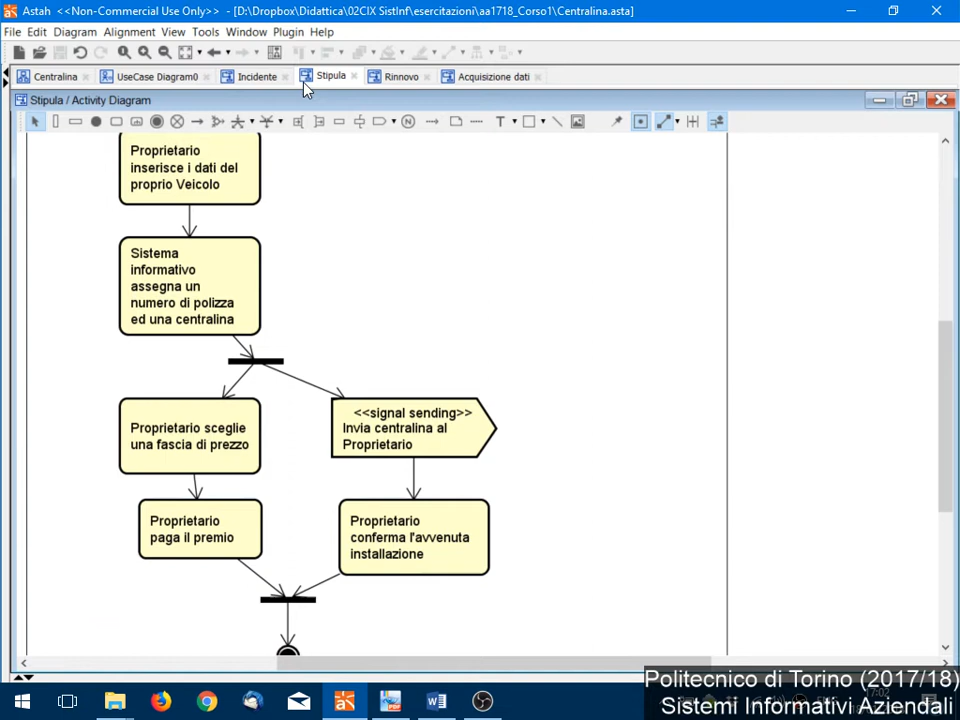 Astah <<Non-Commercial Use Only>> - [D:\Dropbox\Didattica\02CIX SistInf\esercitazioni\aa1718_Corso1\Centralina.asta]
File Edit Diagram Alignment View Tools Window Plugin Help
Centralina UseCase Diagram0 Incidente Stipula Rinnovo Acquisizione dati
Stipula / Activity Diagram
Proprietario
inserisce i dati del
proprio Veicolo
Sistema
informativo
assegna un
numero di polizza
ed una centralina
Proprietario sceglie
una fascia di prezzo
<<signal sending>>
Invia centralina al
Proprietario
Proprietario
paga il premio
Proprietario
conferma l'avvenuta
installazione
Politecnico di Torino (2017/18)
Sistemi Informativi Aziendali